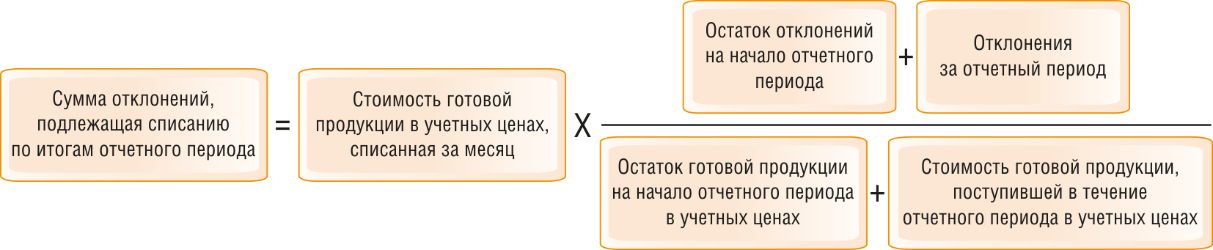 Сумма отклонений,
подлежащая списанию
по итогам отчетного периода
=
Стоимость готовой
продукции в учетных ценах,
списанная за месяц
X
Остаток отклонений
на начало отчетного
периода
+
Отклонения
за отчетный период
Остаток готовой продукции
на начало отчетного периода
в учетных ценах
+
Стоимость готовой продукции,
поступившей в течение
отчетного периода в учетных ценах